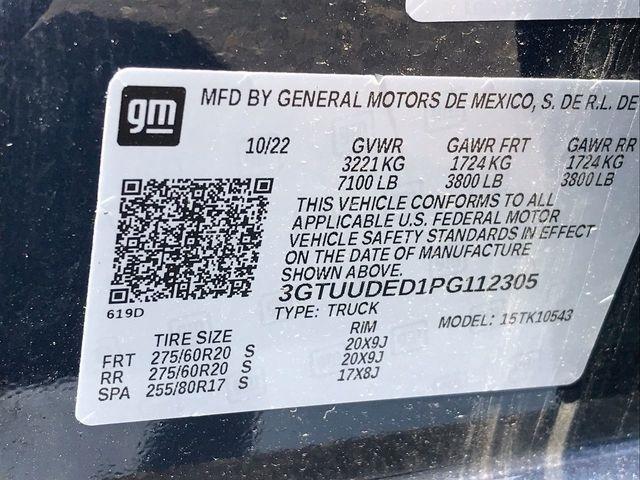 gm
MFD BY GENERAL MOTORS DE MEXICO, S. DE R.L. DE
10/22 GVWR GAWR FRT GAWR RR
3221 KG 1724 KG 1724 KG
7100 LB 3800 LB 3800 LB
THIS VEHICLE CONFORMS TO ALL
APPLICABLE U.S. FEDERAL MOTOR
VEHICLE SAFETY STANDARDS IN EFFECT
ON THE DATE OF MANUFACTURE
SHOWN ABOVE.
3GTUUDED1PG112305
619D
TYPE: TRUCK
MODEL: 15TK10543
TIRE SIZE RIM
FRT 275/60R20 S 20X9J
RR 275/60R20 S 20X9J
SPA 255/80R17 S 17X8J